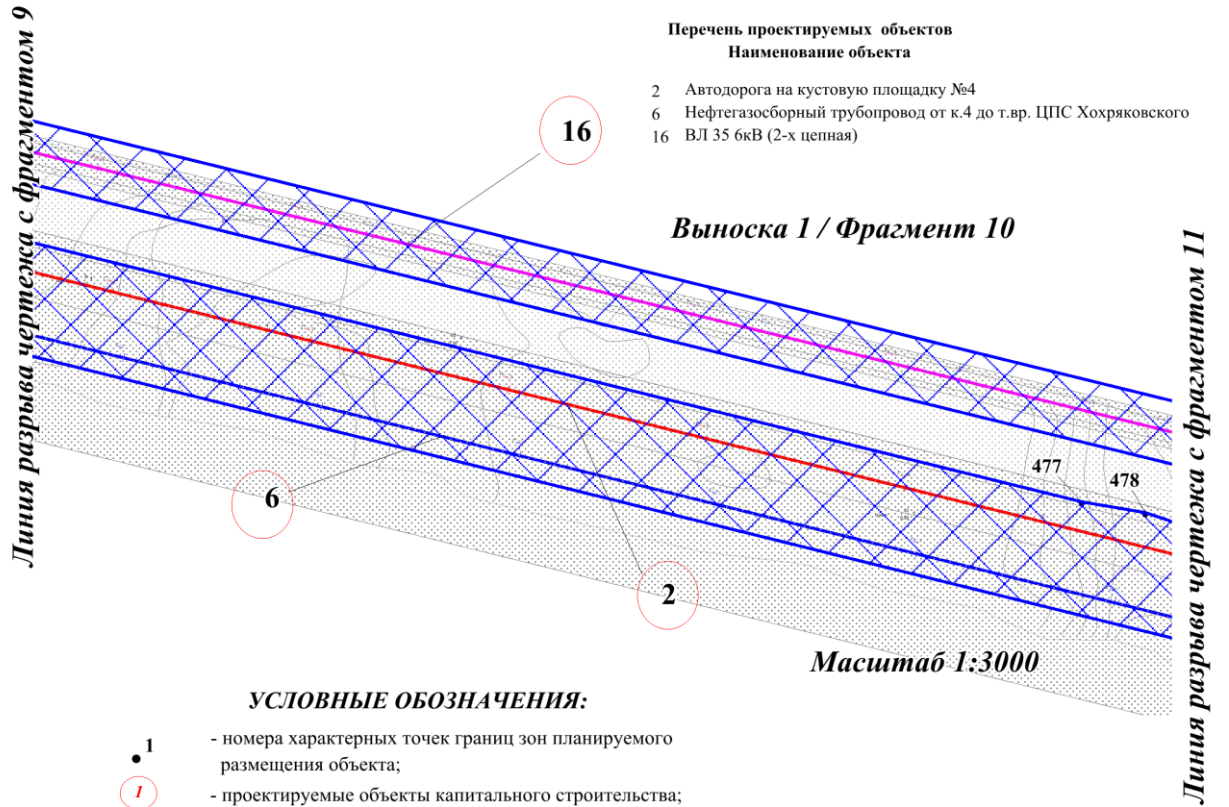 Перечень проектируемых объектов
Наименование объекта
2 Автодорога на кустовую площадку №4
6 Нефтегазосборный трубопровод от к.4 до т.вр. ЦПС Хохряковского
16 ВЛ 35 6кВ (2-х цепная)
Линия разрыва чертежа с фрагментом 9
16
Выноска 1 / Фрагмент 10
477
478
6
2
Линия разрыва чертежа с фрагментом 11
Масштаб 1:3000
УСЛОВНЫЕ ОБОЗНАЧЕНИЯ:
1 - номера характерных точек границ зон планируемого
размещения объекта;
1 - проектируемые объекты капитального строительства;